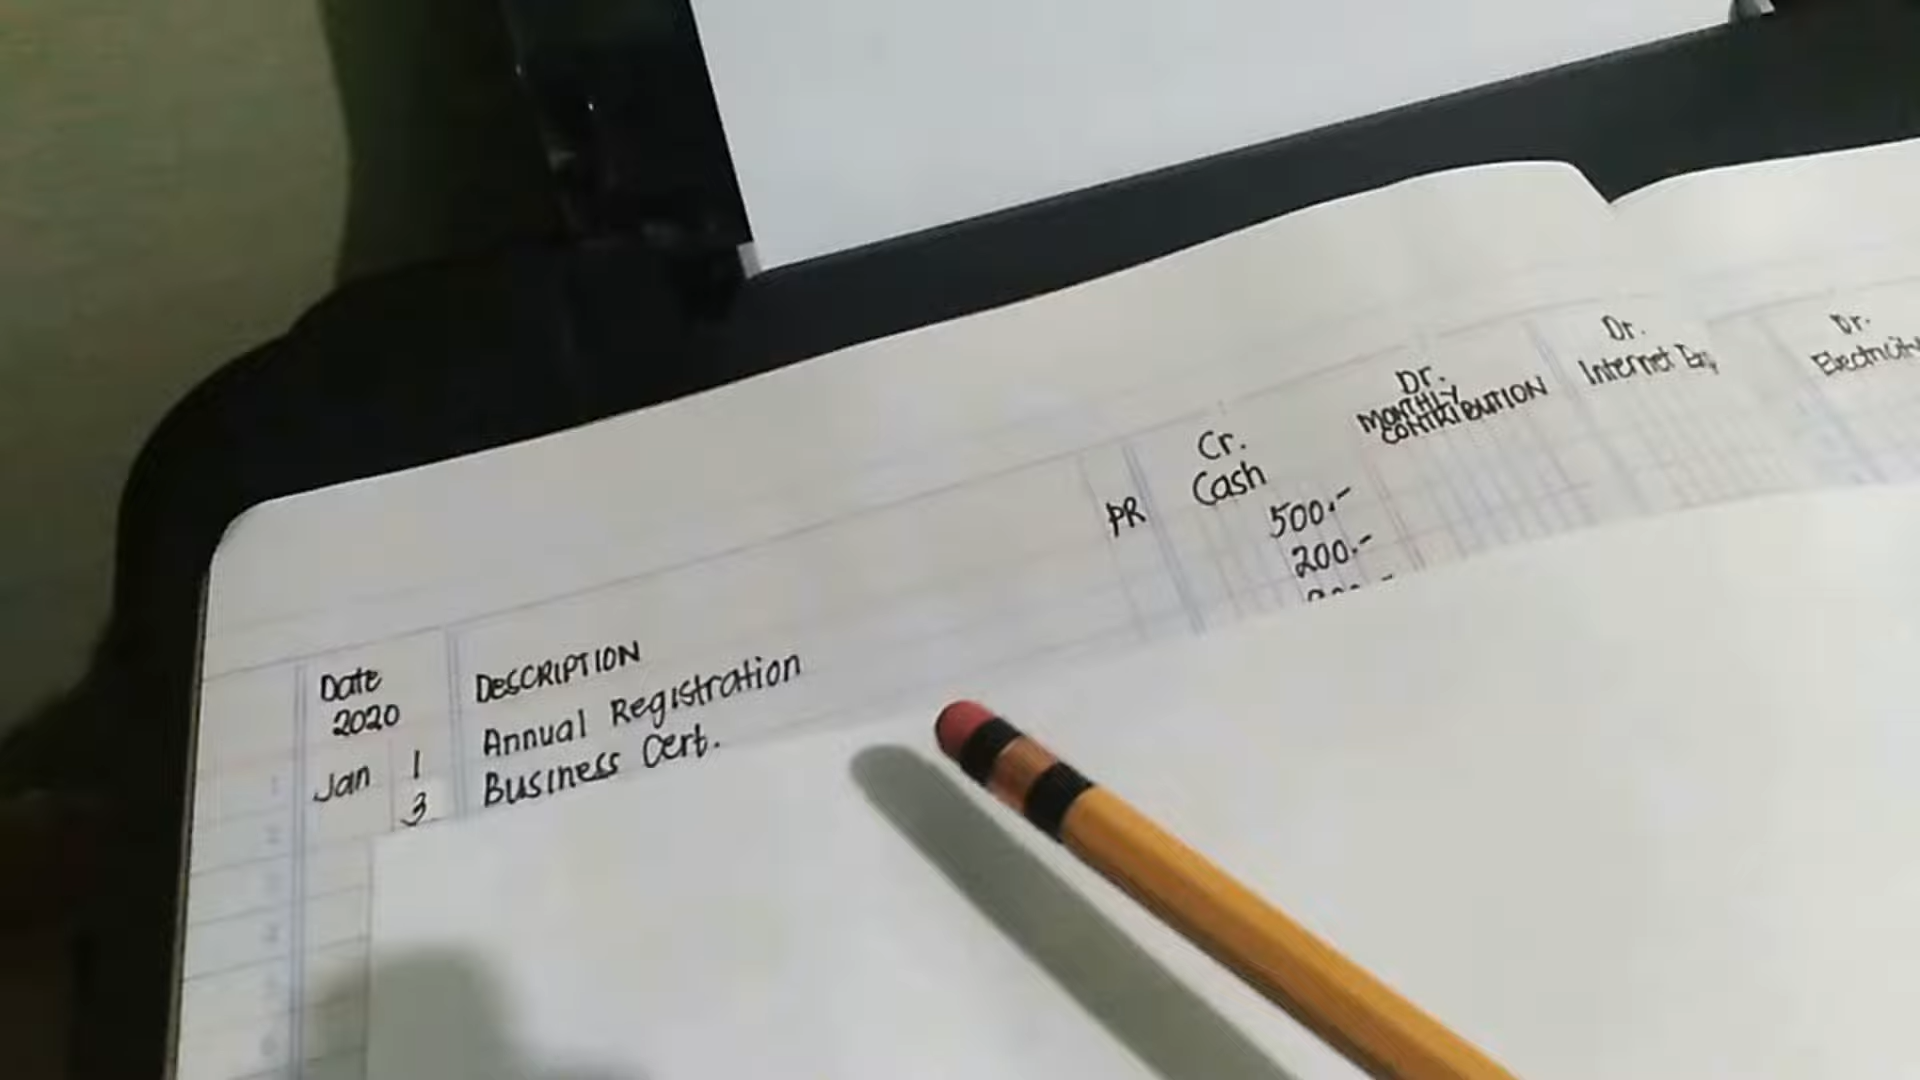 Date DESCRIPTION PR Cr. Cash Dr. MONTHLY CONTRIBUTION Dr. Internet Exp Dr. Electricity
2020
Jan 1 Annual Registration 500.-
3 Business Cert. 200.-